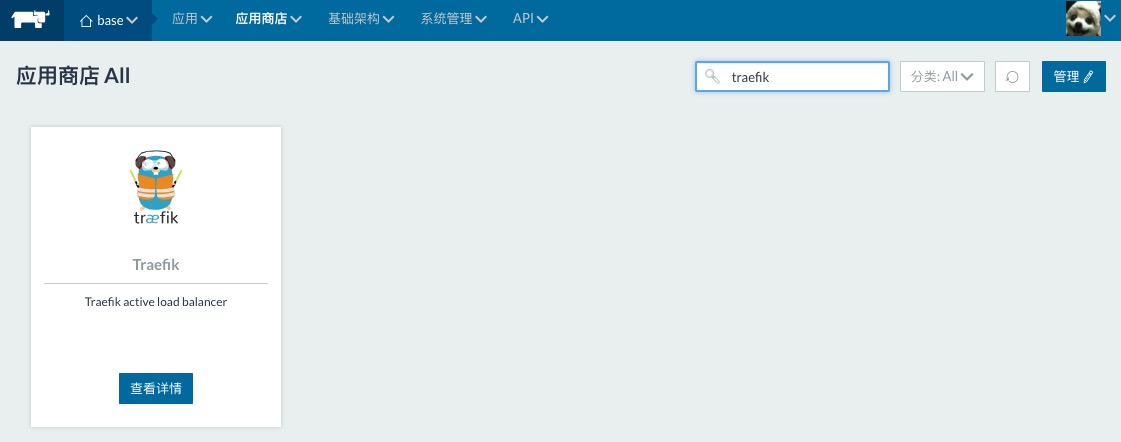 base 应用 应用商店 基础架构 系统管理 API
应用商店 All
traefik 分类: All 管理
træfik
Traefik
Traefik active load balancer
查看详情